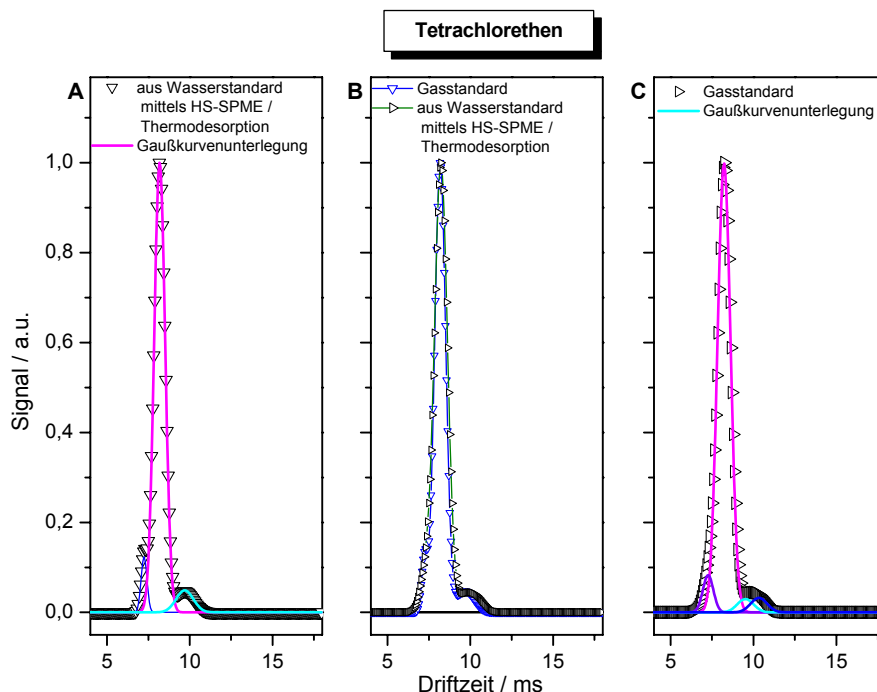 Tetrachlorethen
A
aus Wasserstandard
mittels HS-SPME /
Thermodesorption
Gaußkurvenunterlegung
B
Gasstandard
aus Wasserstandard
mittels HS-SPME /
Thermodesorption
C
Gasstandard
Gaußkurvenunterlegung
Signal / a.u.
1,0
0,8
0,6
0,4
0,2
0,0
5 10 15
5 10 15
5 10 15
Driftzeit / ms